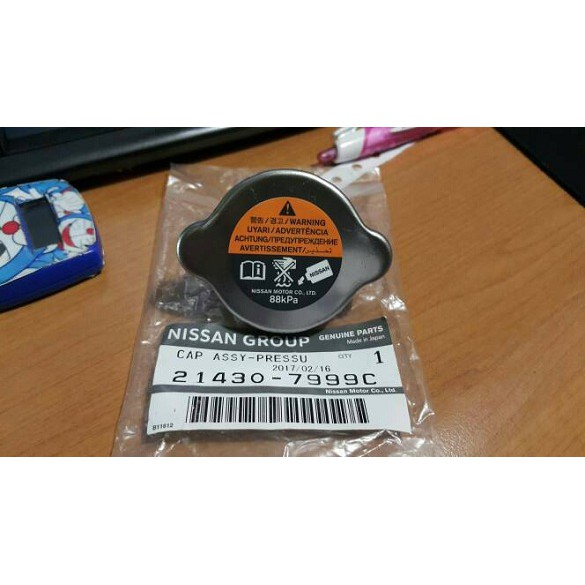 警告 / 경고 / WARNING
UYARI / ADVERTÊNCIA
ACHTUNG/ПРЕДУПРЕЖДЕНИЕ
AVERTISSEMENT/تحذير
NISSAN
NISSAN MOTOR CO., LTD.
88kPa
NISSAN GROUP
GENUINE PARTS
Made in Japan
CAP ASSY-PRESSU
QTY 1
2017/02/16
21430-7999C
Nissan Motor Co., Ltd.
B11612